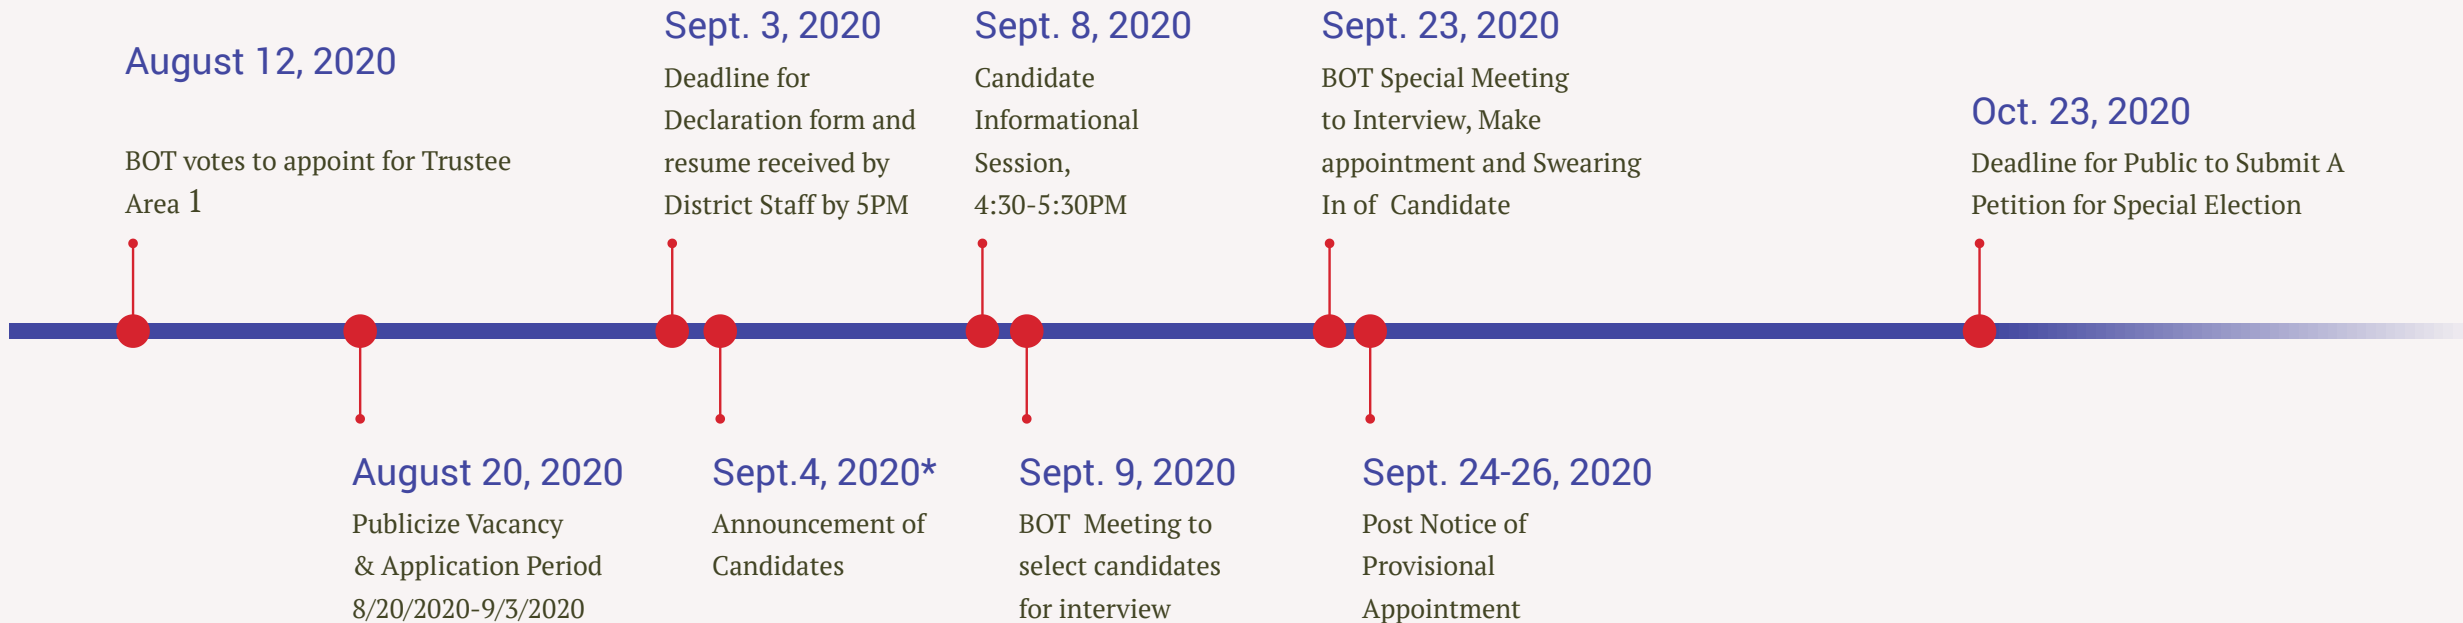 August 12, 2020
BOT votes to appoint for Trustee
Area 1
August 20, 2020
Publicize Vacancy
& Application Period
8/20/2020-9/3/2020
Sept. 3, 2020
Deadline for
Declaration form and
resume received by
District Staff by 5PM
Sept.4, 2020*
Announcement of
Candidates
Sept. 8, 2020
Candidate
Informational
Session,
4:30-5:30PM
Sept. 9, 2020
BOT  Meeting to
select candidates
for interview
Sept. 23, 2020
BOT Special Meeting
to Interview, Make
appointment and Swearing
In of  Candidate
Sept. 24-26, 2020
Post Notice of
Provisional
Appointment
Oct. 23, 2020
Deadline for Public to Submit A
Petition for Special Election